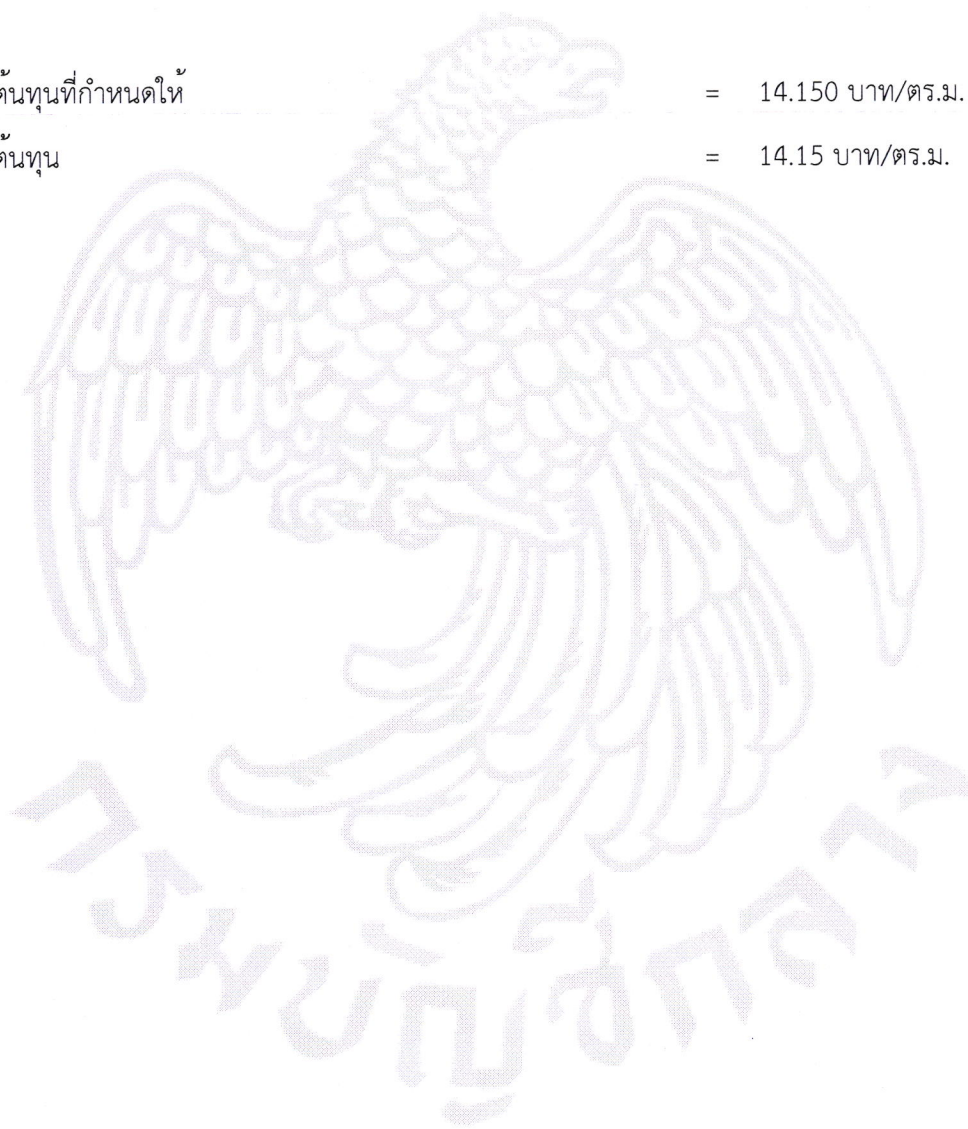 ต้นทุนที่กำหนดให้ = 14.150 บาท/ตร.ม.
ต้นทุน = 14.15 บาท/ตร.ม.
กรมบัญชีกลาง